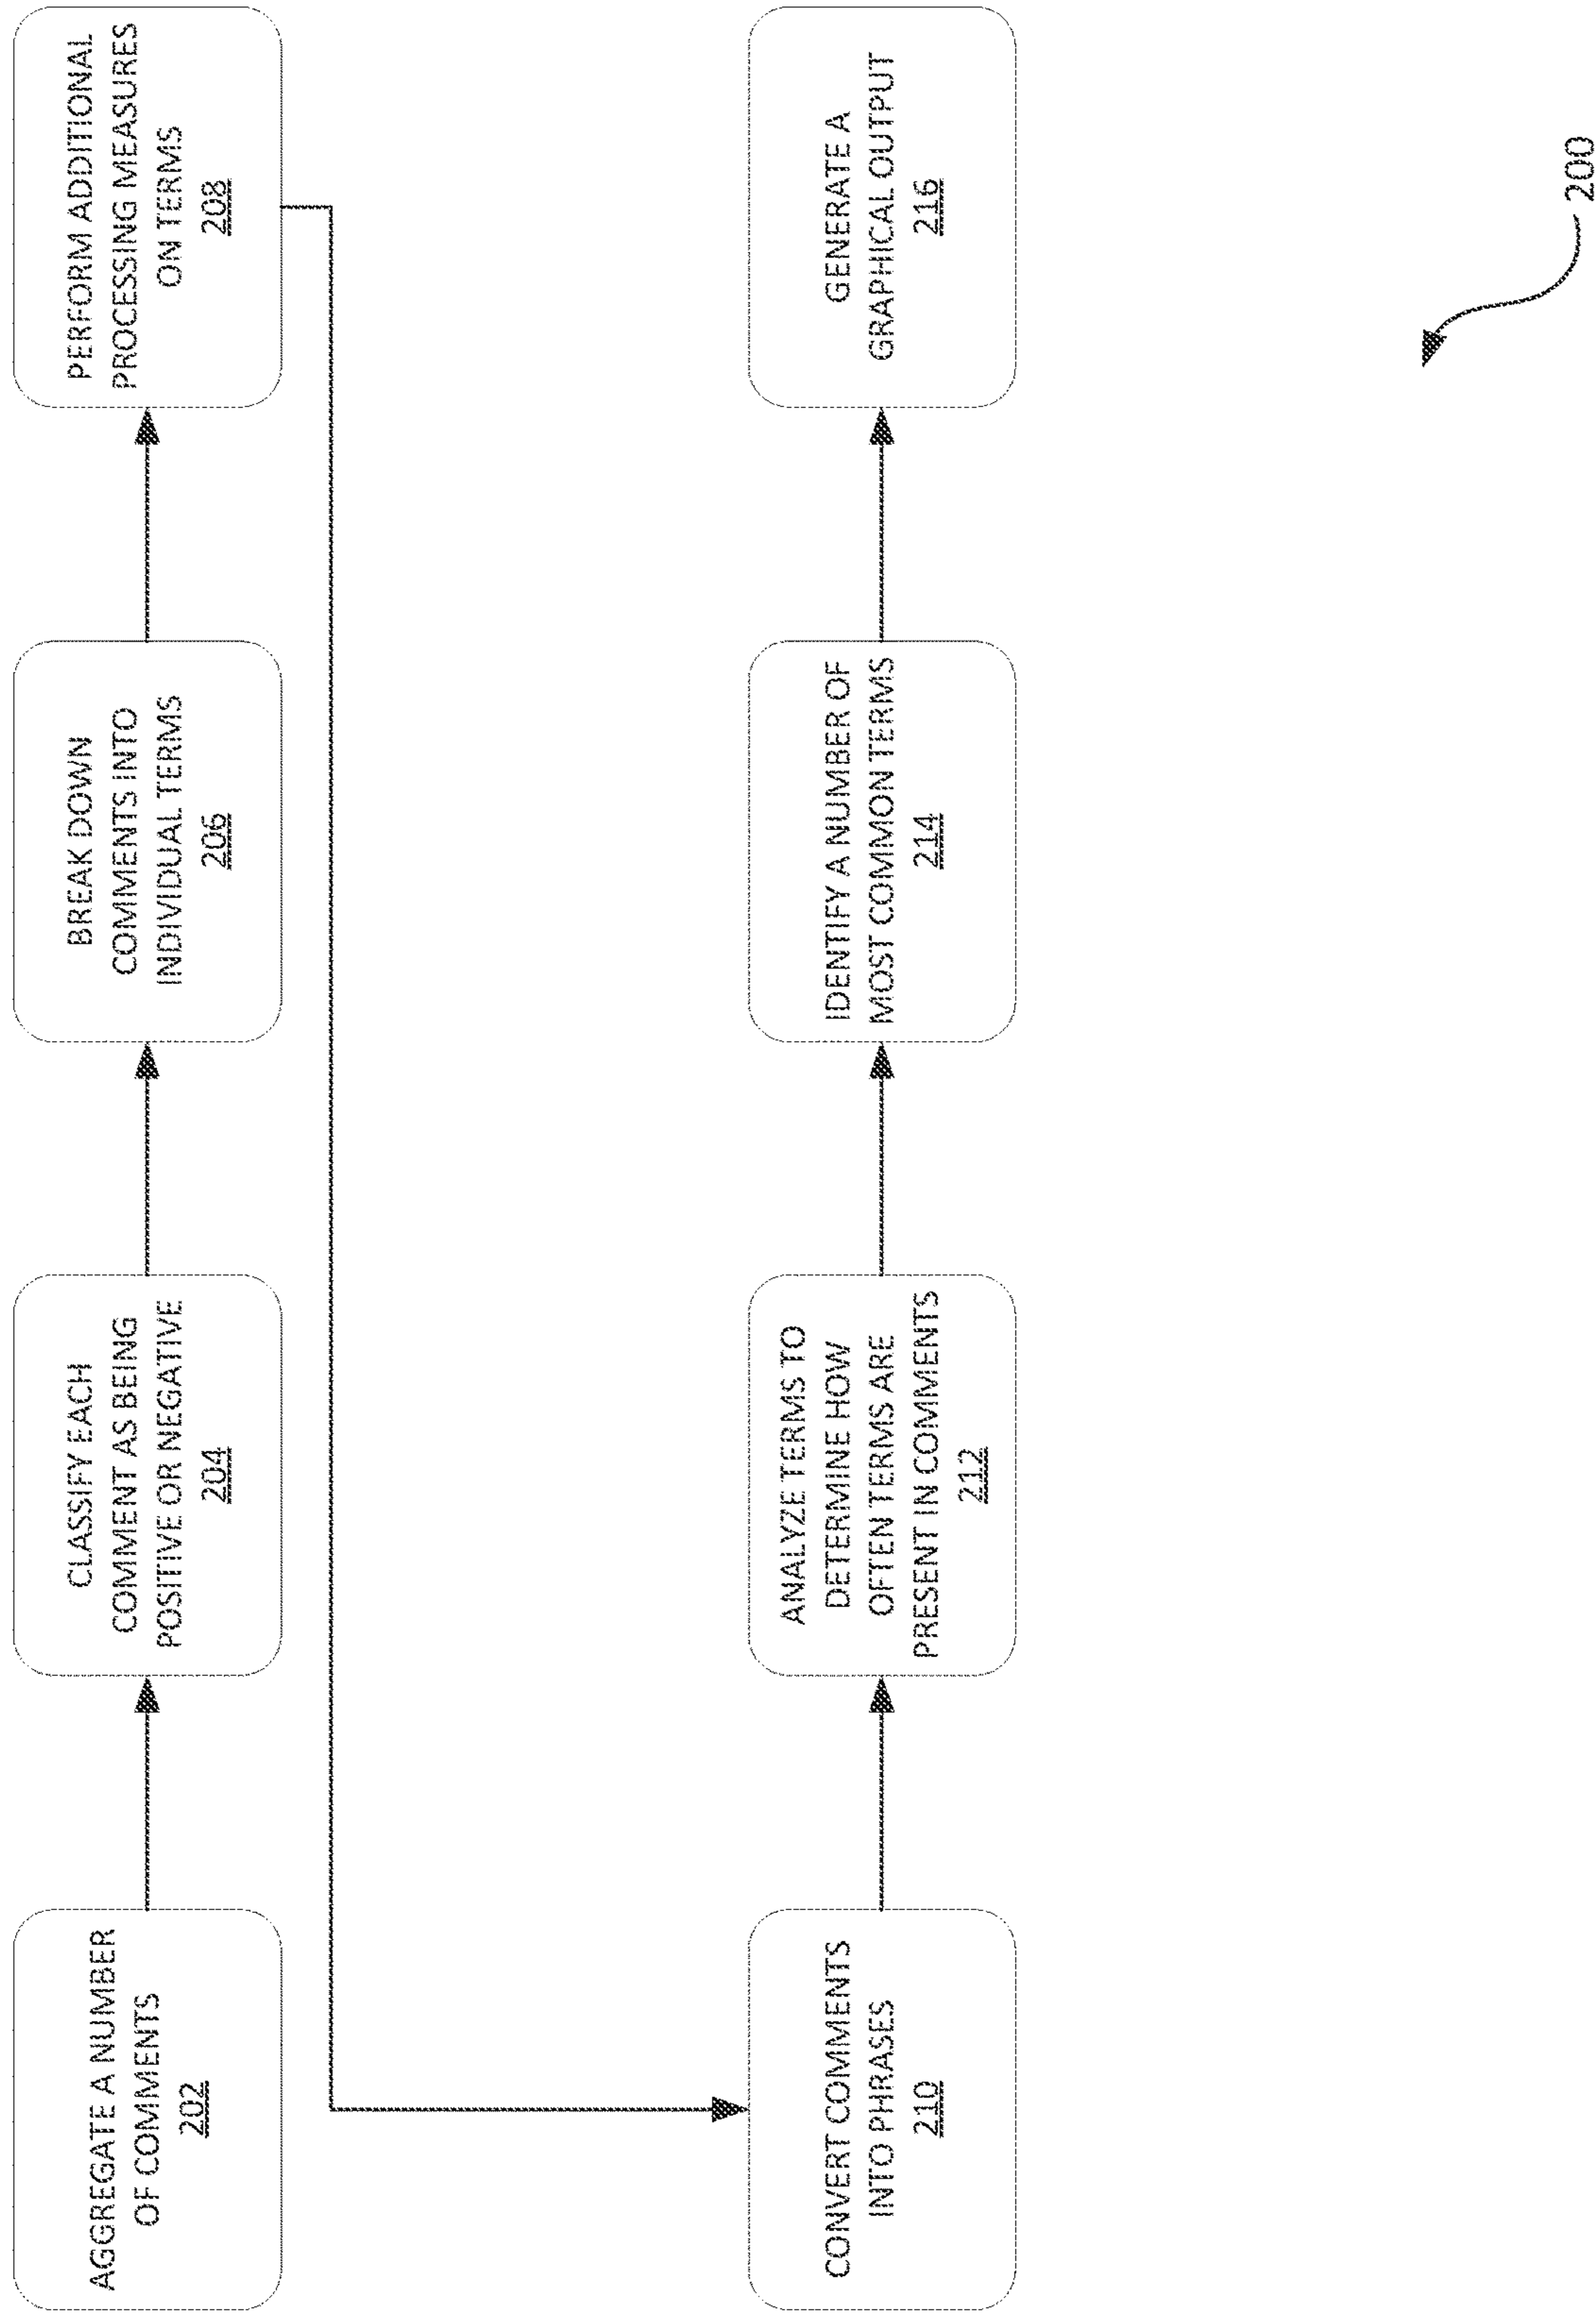 AGGREGATE A NUMBER
OF COMMENTS
202
CLASSIFY EACH
COMMENT AS BEING
POSITIVE OR NEGATIVE
204
BREAK DOWN
COMMENTS INTO
INDIVIDUAL TERMS
206
PERFORM ADDITIONAL
PROCESSING MEASURES
ON TERMS
208
CONVERT COMMENTS
INTO PHRASES
210
ANALYZE TERMS TO
DETERMINE HOW
OFTEN TERMS ARE
PRESENT IN COMMENTS
212
IDENTIFY A NUMBER OF
MOST COMMON TERMS
214
GENERATE A
GRAPHICAL OUTPUT
216
200